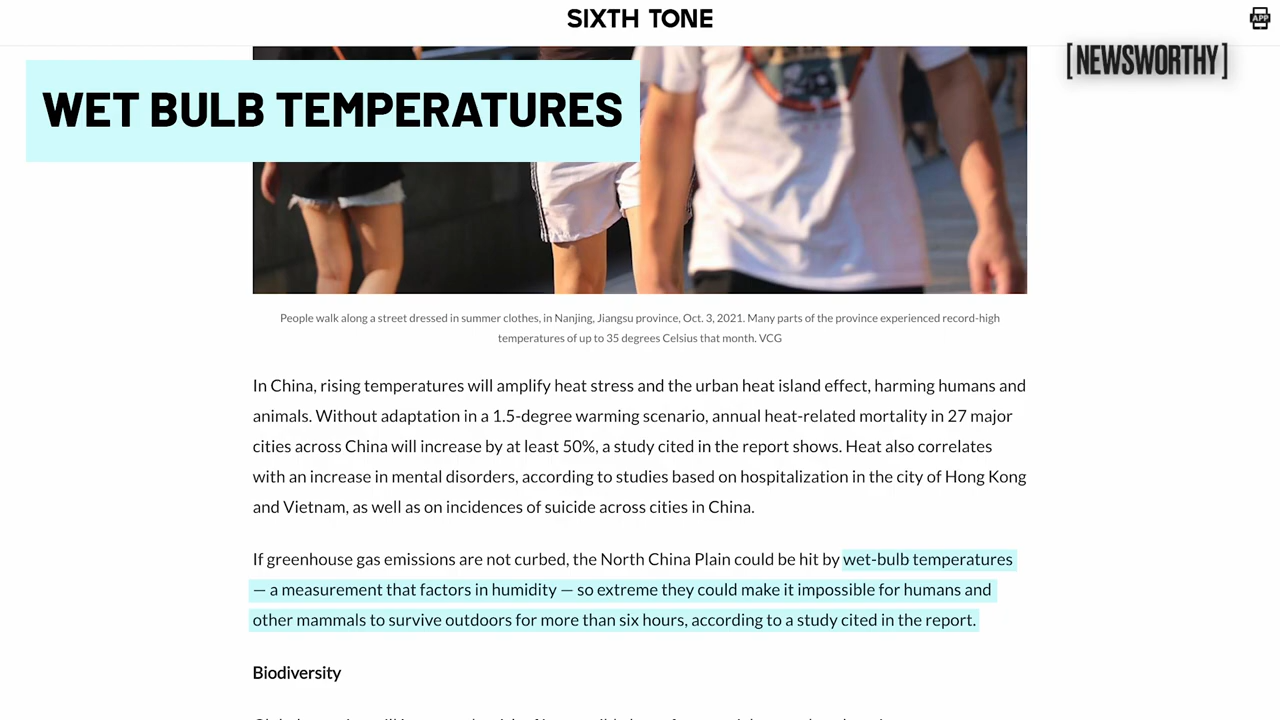 SIXTH TONE
APP
[NEWSWORTHY]
WET BULB TEMPERATURES
People walk along a street dressed in summer clothes, in Nanjing, Jiangsu province, Oct. 3, 2021. Many parts of the province experienced record-high
temperatures of up to 35 degrees Celsius that month. VCG
In China, rising temperatures will amplify heat stress and the urban heat island effect, harming humans and
animals. Without adaptation in a 1.5-degree warming scenario, annual heat-related mortality in 27 major
cities across China will increase by at least 50%, a study cited in the report shows. Heat also correlates
with an increase in mental disorders, according to studies based on hospitalization in the city of Hong Kong
and Vietnam, as well as on incidences of suicide across cities in China.
If greenhouse gas emissions are not curbed, the North China Plain could be hit by wet-bulb temperatures
— a measurement that factors in humidity — so extreme they could make it impossible for humans and
other mammals to survive outdoors for more than six hours, according to a study cited in the report.
Biodiversity